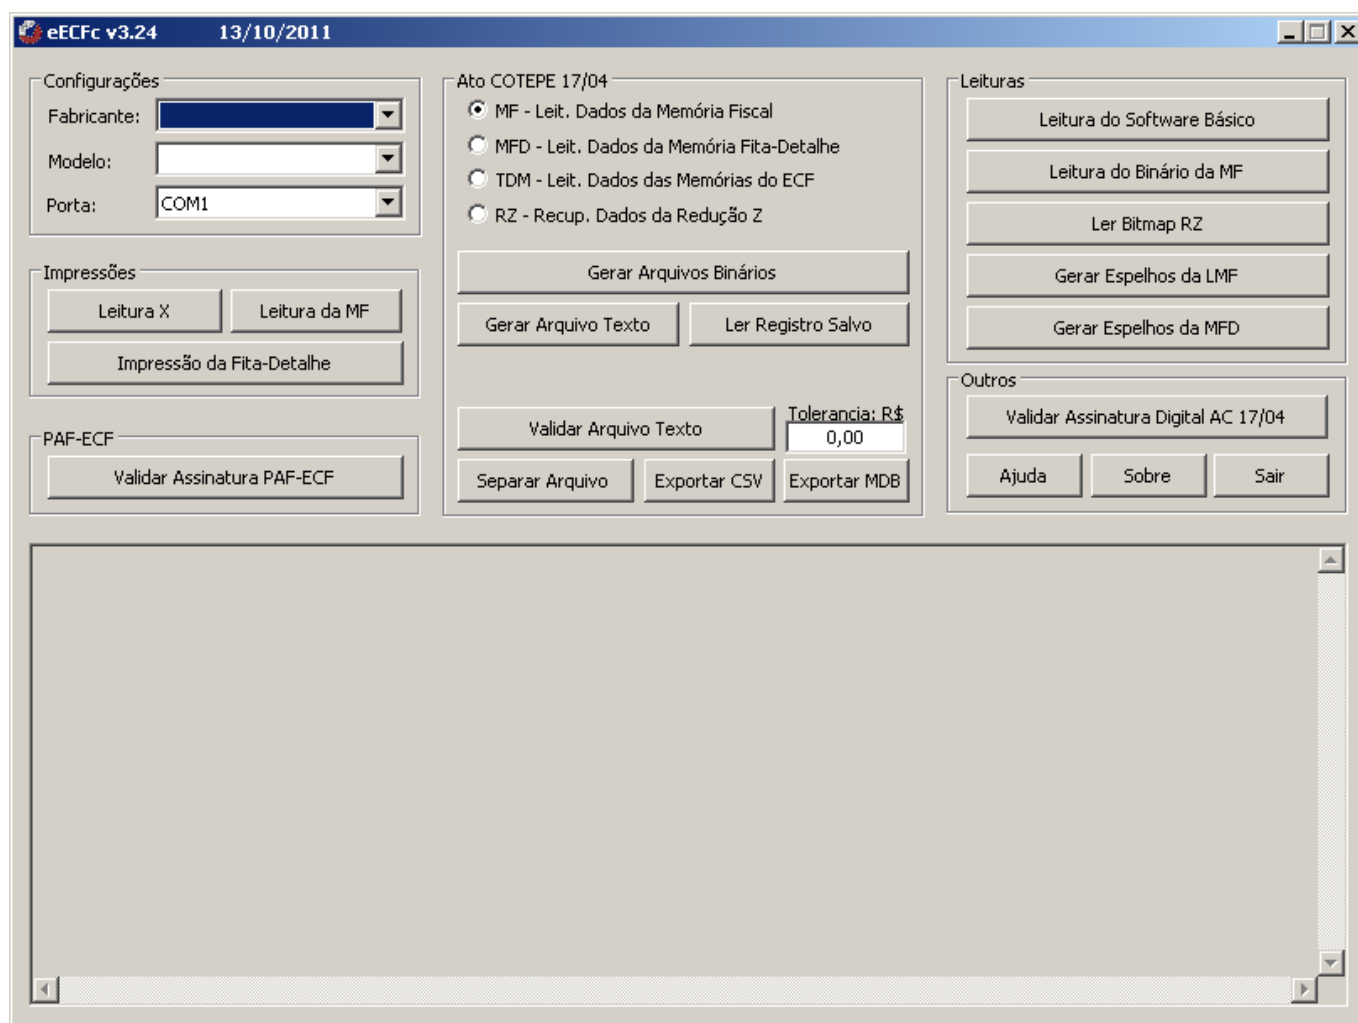 eECFc v3.24 13/10/2011
Configurações
Fabricante:
Modelo:
Porta: COM1
Impressões
Leitura X Leitura da MF
Impressão da Fita-Detalhe
PAF-ECF
Validar Assinatura PAF-ECF
Ato COTEPE 17/04
MF - Leit. Dados da Memória Fiscal
MFD - Leit. Dados da Memória Fita-Detalhe
TDM - Leit. Dados das Memórias do ECF
RZ - Recup. Dados da Redução Z
Gerar Arquivos Binários
Gerar Arquivo Texto Ler Registro Salvo
Tolerancia: R$
Validar Arquivo Texto 0,00
Separar Arquivo Exportar CSV Exportar MDB
Leituras
Leitura do Software Básico
Leitura do Binário da MF
Ler Bitmap RZ
Gerar Espelhos da LMF
Gerar Espelhos da MFD
Outros
Validar Assinatura Digital AC 17/04
Ajuda Sobre Sair